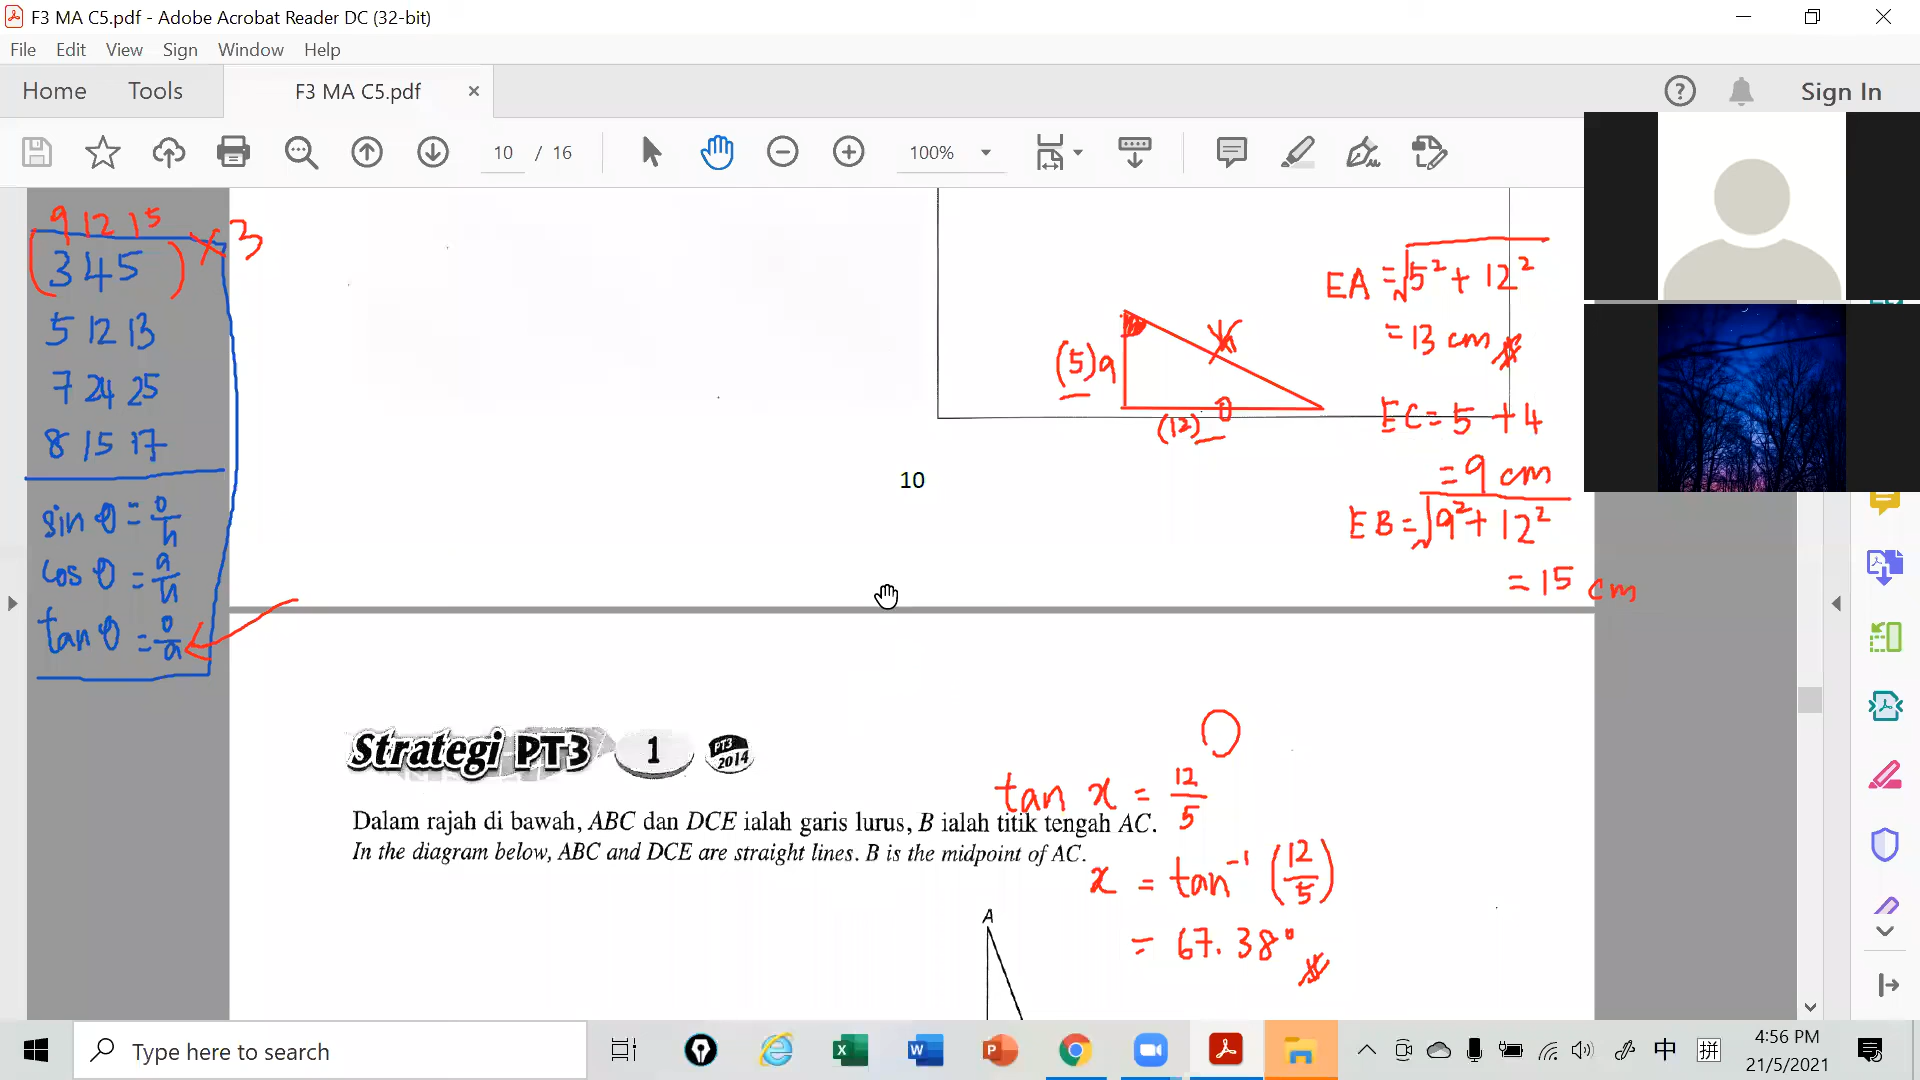 F3 MA C5.pdf - Adobe Acrobat Reader DC (32-bit)
File Edit View Sign Window Help
Home Tools F3 MA C5.pdf × Sign In
10 / 16 100%
9 12 15
(3 4 5) × 3
5 12 13
7 24 25
8 15 17
sin θ = o/h
cos θ = a/h
tan θ = o/a
EA = √5² + 12²
= 13 cm
(5) a
h
(12) o
EC = 5 + 4
= 9 cm
EB = √9² + 12²
= 15 cm
10
Strategi PT3 1 PT3 2014
tan x = 12/5
Dalam rajah di bawah, ABC dan DCE ialah garis lurus, B ialah titik tengah AC.
In the diagram below, ABC and DCE are straight lines. B is the midpoint of AC.
x = tan⁻¹ (12/5)
= 67.38°
A
Type here to search
中 拼
4:56 PM
21/5/2021